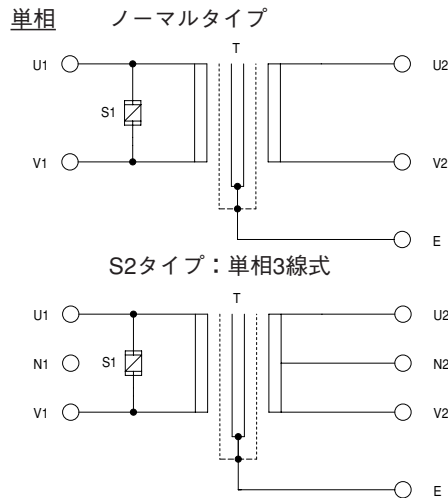 単相 ノーマルタイプ
T
U1 U2
S1
V1 V2
E
S2タイプ：単相3線式
T
U1 U2
N1 S1 N2
V1 V2
E